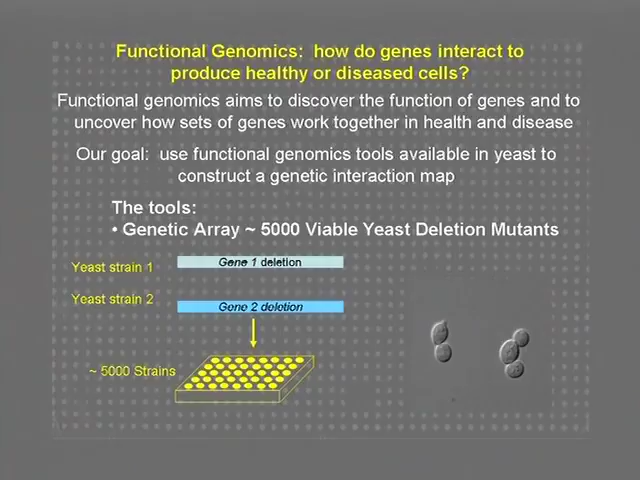 Functional Genomics: how do genes interact to
produce healthy or diseased cells?
Functional genomics aims to discover the function of genes and to
uncover how sets of genes work together in health and disease
Our goal: use functional genomics tools available in yeast to
construct a genetic interaction map
The tools:
• Genetic Array ~ 5000 Viable Yeast Deletion Mutants
Yeast strain 1
Gene 1 deletion
Yeast strain 2
Gene 2 deletion
~ 5000 Strains